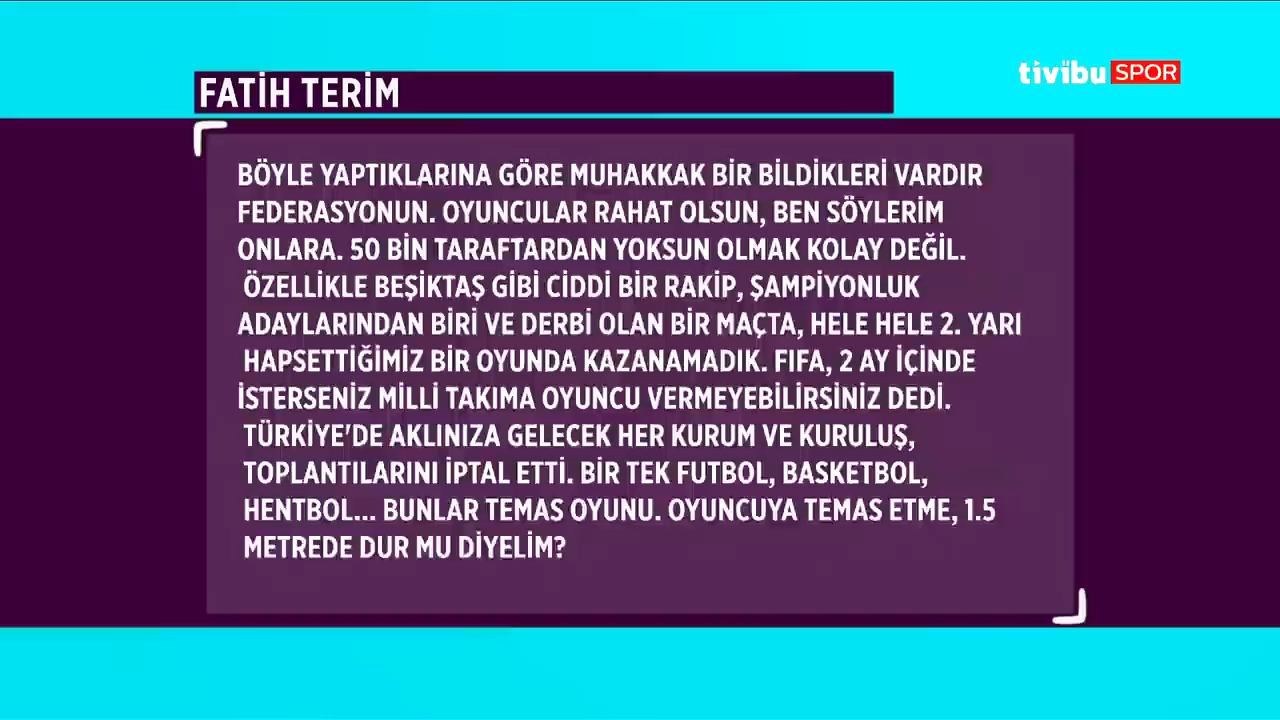 tivibu SPOR
FATİH TERİM
BÖYLE YAPTIKLARINA GÖRE MUHAKKAK BİR BİLDİKLERİ VARDIR
FEDERASYONUN. OYUNCULAR RAHAT OLSUN, BEN SÖYLERİM
ONLARA. 50 BİN TARAFTARDAN YOKSUN OLMAK KOLAY DEĞİL.
ÖZELLİKLE BEŞİKTAŞ GİBİ CİDDİ BİR RAKİP, ŞAMPİYONLUK
ADAYLARINDAN BİRİ VE DERBİ OLAN BİR MAÇTA, HELE HELE 2. YARI
HAPSETTİĞİMİZ BİR OYUNDA KAZANAMADIK. FIFA, 2 AY İÇİNDE
İSTERSENİZ MİLLİ TAKIMA OYUNCU VERMEYEBİLİRSİNİZ DEDİ.
TÜRKİYE'DE AKLINIZA GELECEK HER KURUM VE KURULUŞ,
TOPLANTILARINI İPTAL ETTİ. BİR TEK FUTBOL, BASKETBOL,
HENTBOL... BUNLAR TEMAS OYUNU. OYUNCUYA TEMAS ETME, 1.5
METREDE DUR MU DİYELİM?